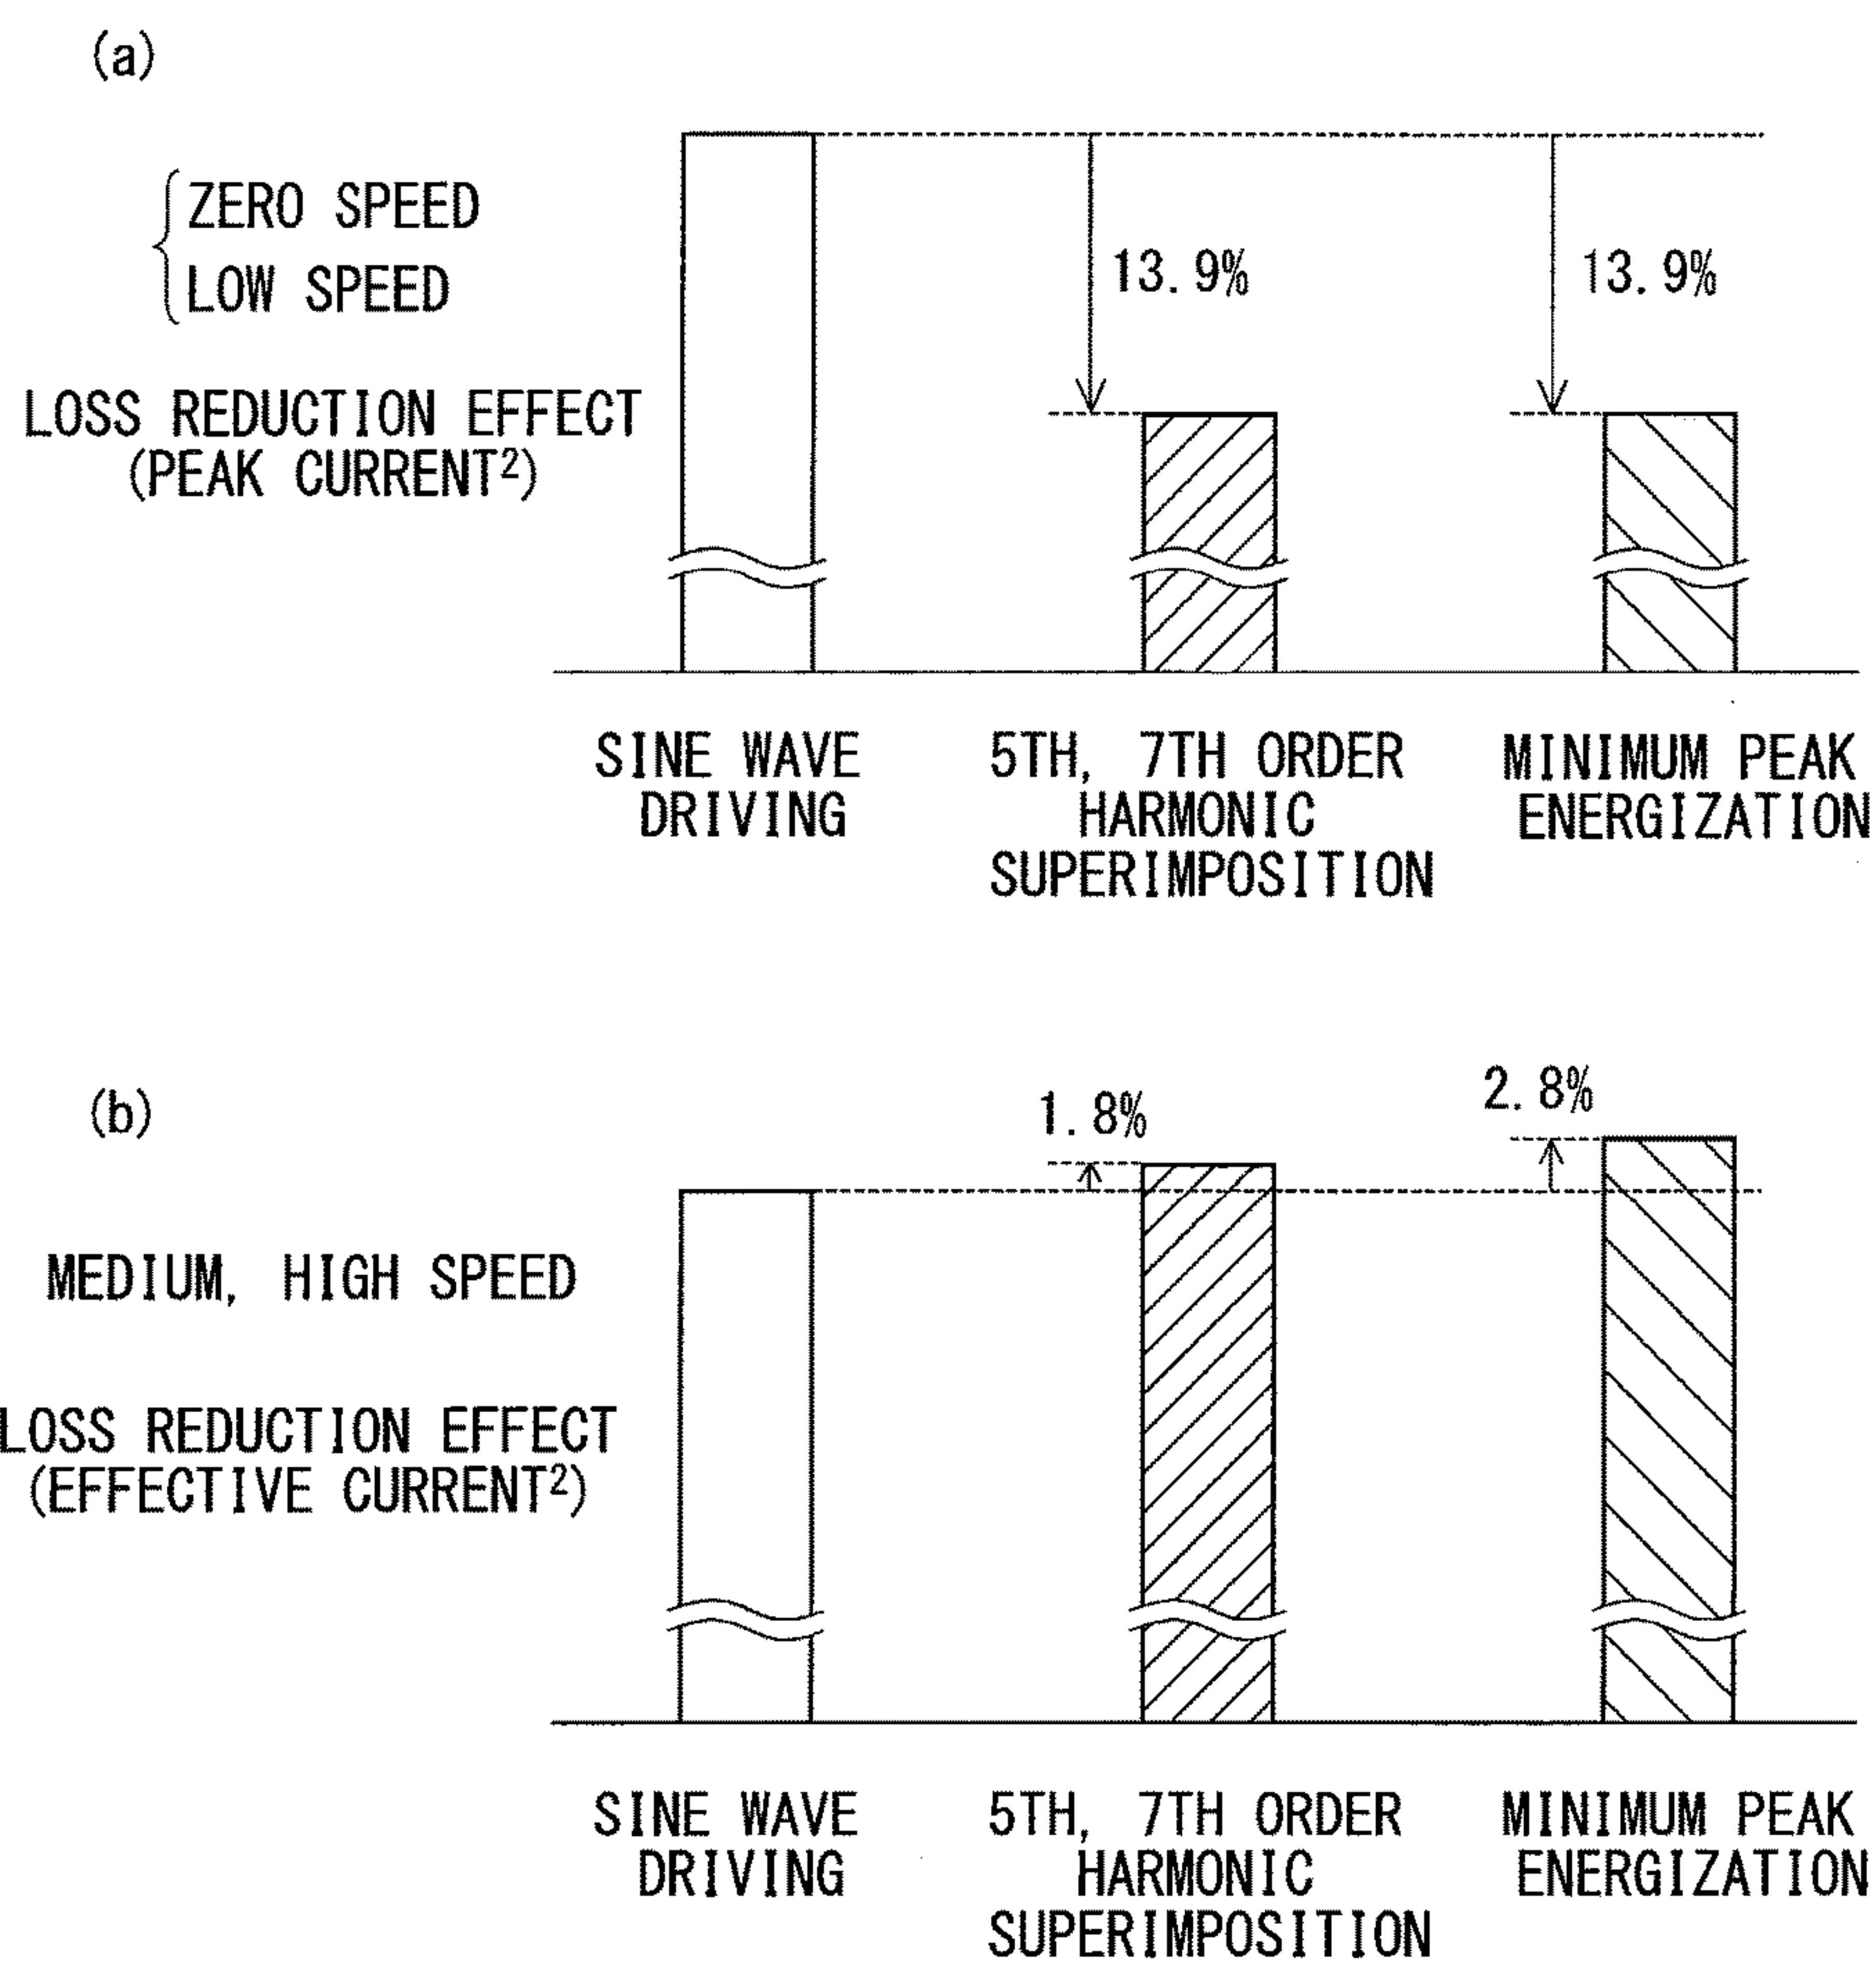 (a)
ZERO SPEED
LOW SPEED
13.9%
13.9%
LOSS REDUCTION EFFECT
(PEAK CURRENT²)
SINE WAVE
DRIVING
5TH, 7TH ORDER
HARMONIC
SUPERIMPOSITION
MINIMUM PEAK
ENERGIZATION
(b)
1.8%
2.8%
MEDIUM, HIGH SPEED
LOSS REDUCTION EFFECT
(EFFECTIVE CURRENT²)
SINE WAVE
DRIVING
5TH, 7TH ORDER
HARMONIC
SUPERIMPOSITION
MINIMUM PEAK
ENERGIZATION